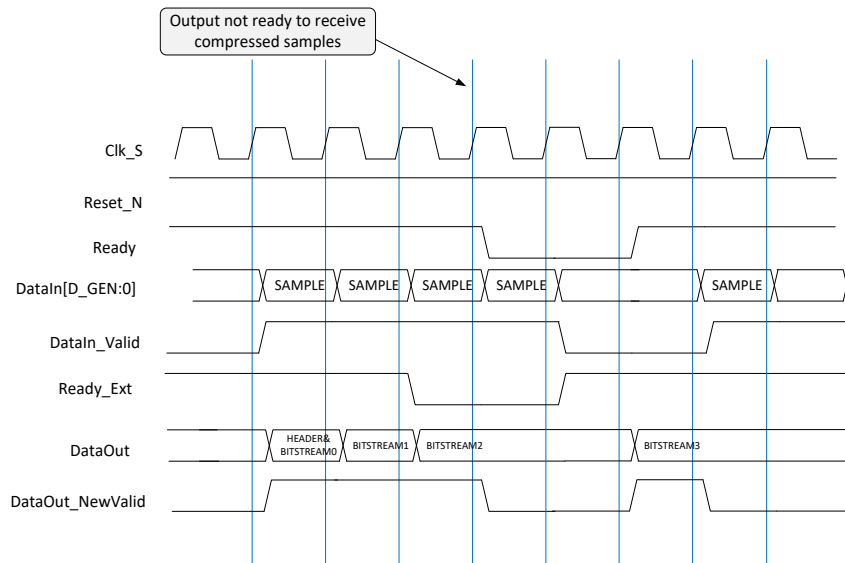 Output not ready to receive
compressed samples
Clk_S
Reset_N
Ready
DataIn[D_GEN:0]
SAMPLE SAMPLE SAMPLE SAMPLE SAMPLE
DataIn_Valid
Ready_Ext
DataOut
HEADER&
BITSTREAM0
BITSTREAM1
BITSTREAM2
BITSTREAM3
DataOut_NewValid